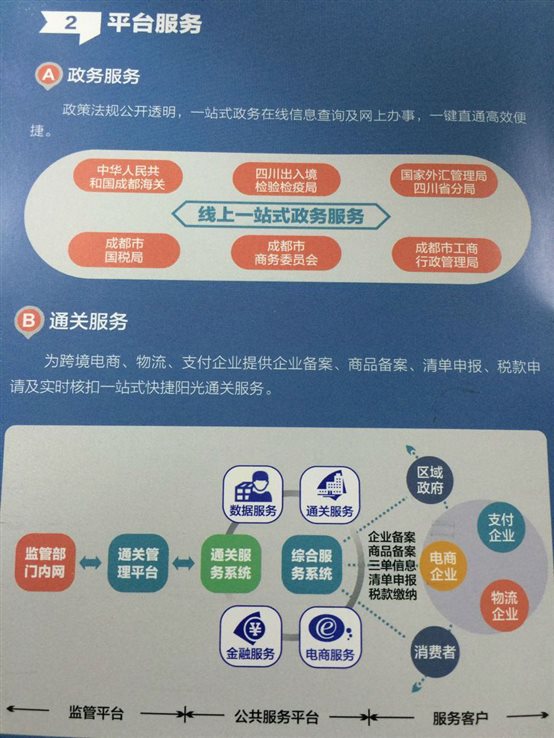 2 平台服务
A 政务服务
政策法规公开透明，一站式政务在线信息查询及网上办事，一键直通高效便
捷。
中华人民共
和国成都海关
四川出入境
检验检疫局
国家外汇管理局
四川省分局
线上一站式政务服务
成都市
国税局
成都市
商务委员会
成都市工商
行政管理局
B 通关服务
为跨境电商、物流、支付企业提供企业备案、商品备案、清单申报、税款申
请及实时核扣一站式快捷阳光通关服务。
数据服务
通关服务
区域
政府
监管部
门内网
通关管
理平台
通关服
务系统
综合服
务系统
企业备案
商品备案
三单信息
清单申报
税款缴纳
支付
企业
电商
企业
物流
企业
金融服务
电商服务
消费者
监管平台
公共服务平台
服务客户